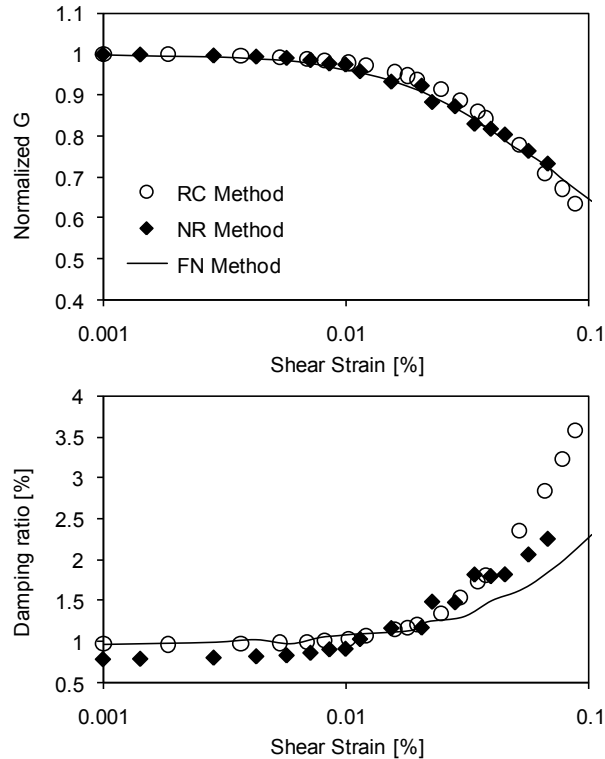 1.1
1
0.9
0.8
0.7
0.6
0.5
0.4
Normalized G
RC Method
NR Method
FN Method
0.001 0.01 0.1
Shear Strain [%]
4
3.5
3
2.5
2
1.5
1
0.5
Damping ratio [%]
0.001 0.01 0.1
Shear Strain [%]